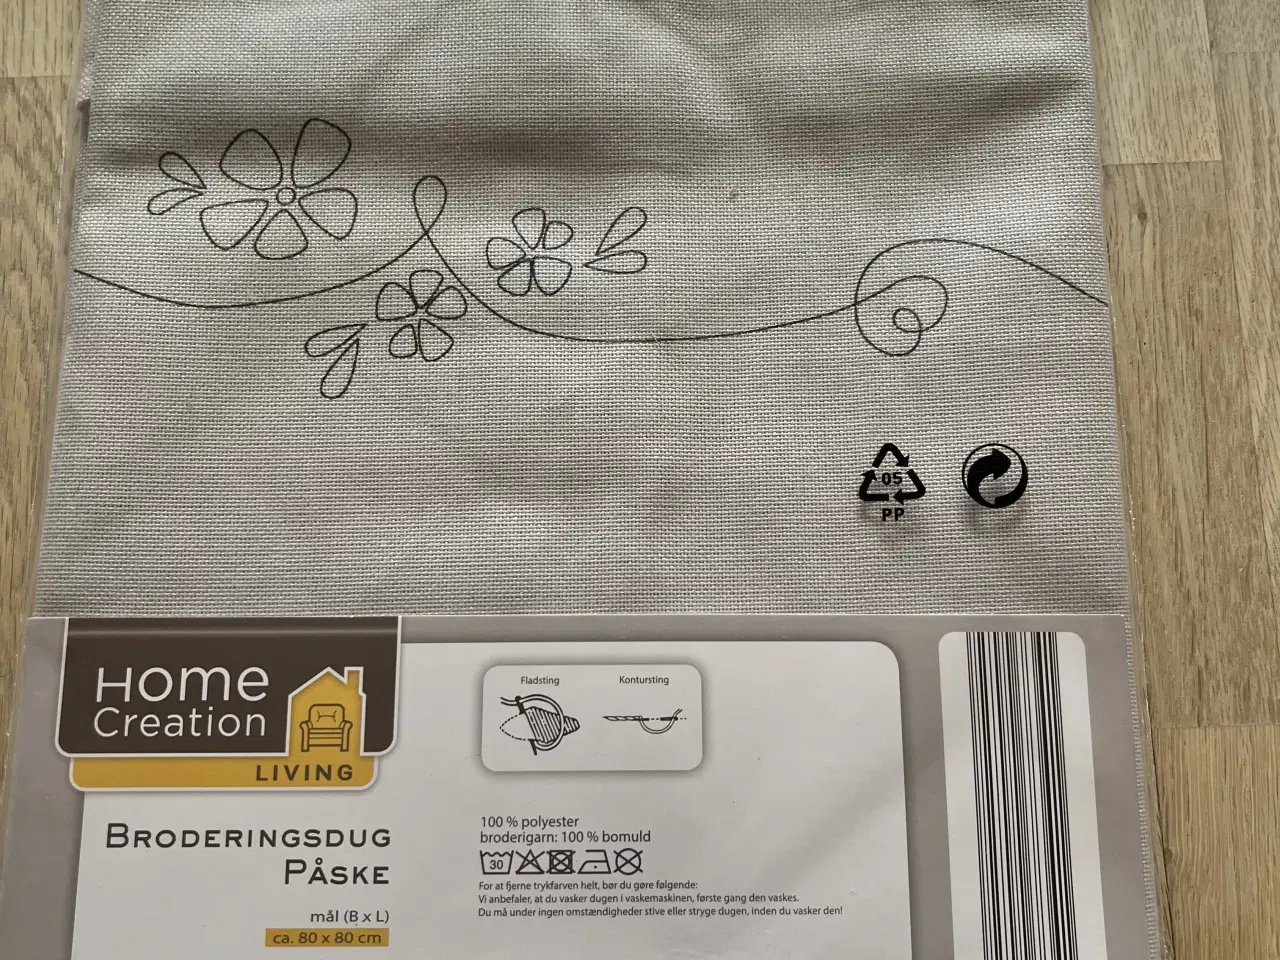 05
PP
HOME
Creation
LIVING
BRODERINGSDUG
PÅSKE
mål (B x L)
ca. 80 x 80 cm
Fladsting
Kontursting
100 % polyester
broderigarn: 100 % bomuld
30
For at fjerne trykfarven helt, bør du gøre følgende:
Vi anbefaler, at du vasker dugen i vaskemaskinen, første gang den vaskes.
Du må under ingen omstændigheder stive eller stryge dugen, inden du vasker den!